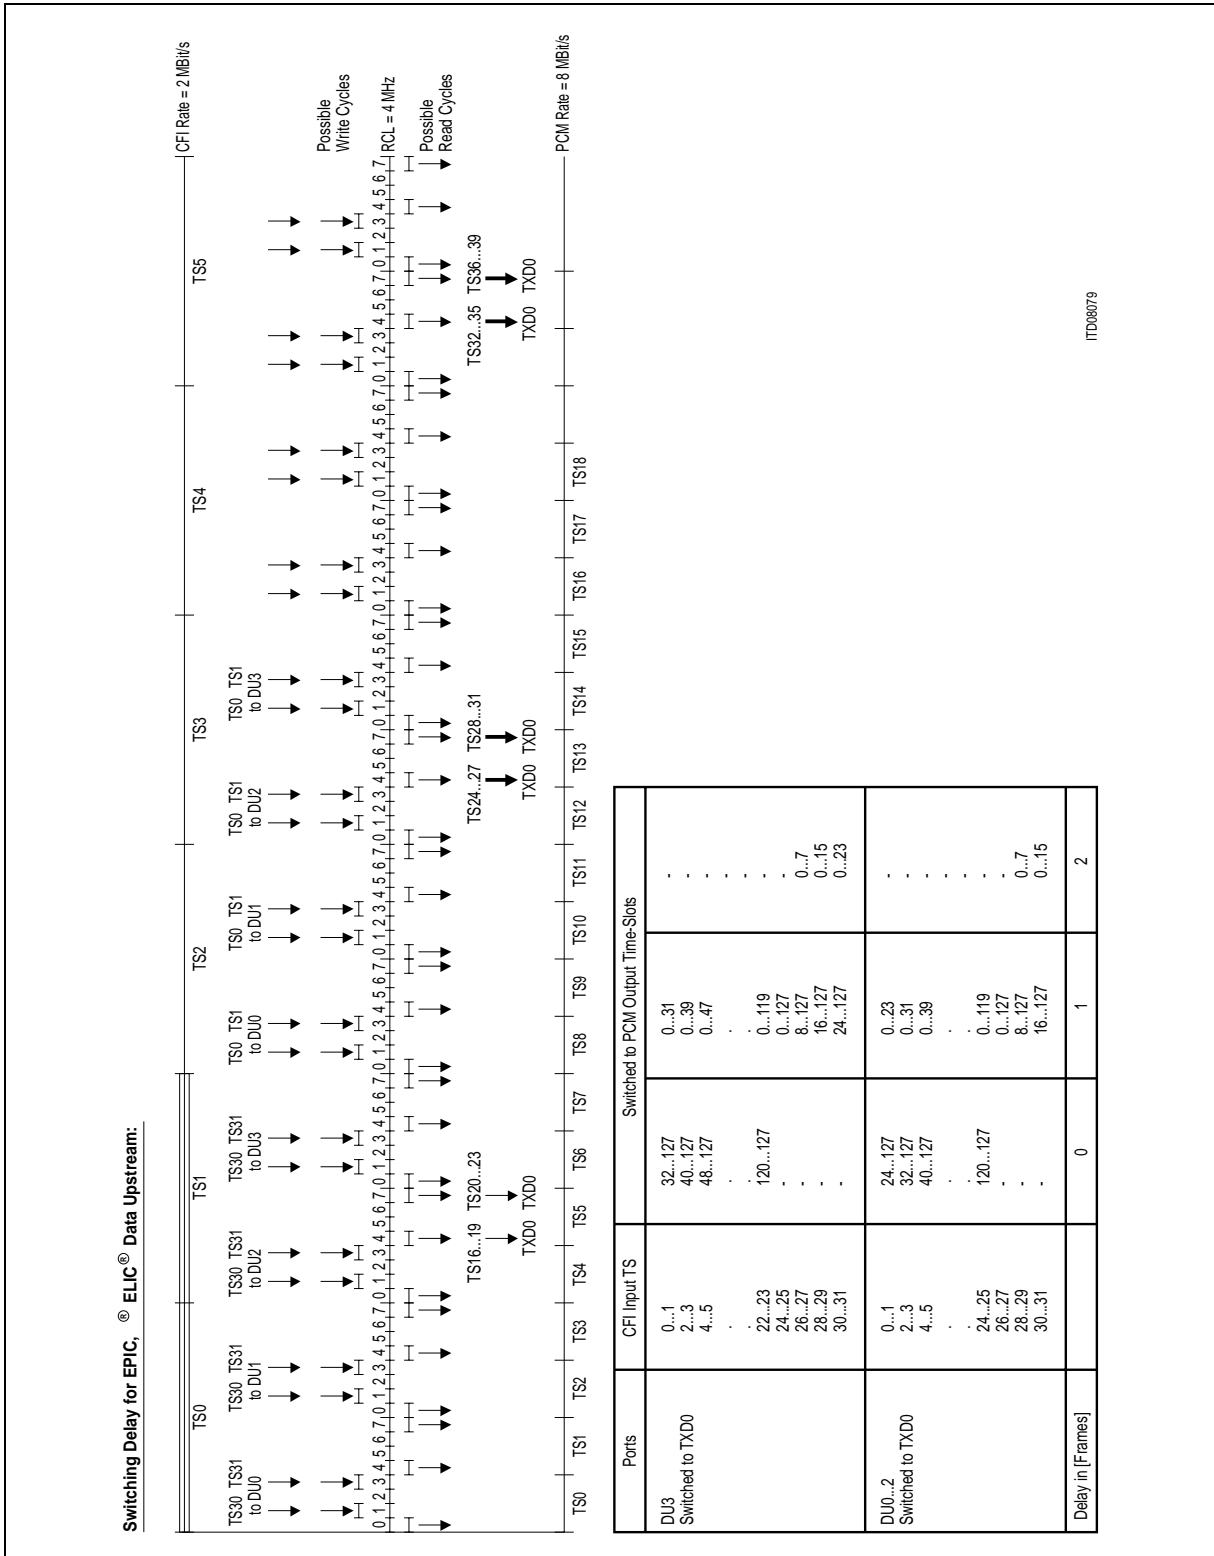 Switching Delay for EPIC, ® ELIC® Data Upstream:
TS0 TS1 TS2 TS3 TS4 TS5 CFI Rate = 2 MBit/s
TS30 TS31 TS30 TS31 TS30 TS31 TS30 TS31 TS0 TS1 TS0 TS1 TS0 TS1 TS0 TS1
to DU0 to DU1 to DU2 to DU3 to DU0 to DU1 to DU2 to DU3
Possible
Write Cycles
0 1 2 3 4 5 6 7 0 1 2 3 4 5 6 7 0 1 2 3 4 5 6 7 0 1 2 3 4 5 6 7 0 1 2 3 4 5 6 7 0 1 2 3 4 5 6 7 0 1 2 3 4 5 6 7 0 1 2 3 4 5 6 7 0 1 2 3 4 5 6 7 0 1 2 3 4 5 6 7 0 1 2 3 4 5 6 7 0 1 2 3 4 5 6 7 RCL = 4 MHz
Possible
Read Cycles
TS16...19 TS20...23 TS24...27 TS28...31 TS32...35 TS36...39
TXD0 TXD0 TXD0 TXD0 TXD0 TXD0
PCM Rate = 8 MBit/s
TS0 TS1 TS2 TS3 TS4 TS5 TS6 TS7 TS8 TS9 TS10 TS11 TS12 TS13 TS14 TS15 TS16 TS17 TS18
Ports CFI Input TS Switched to PCM Output Time-Slots
DU3 0...1 32...127 0...31 -
Switched to TXD0 2...3 40...127 0...39 -
4...5 48...127 0...47 -
. . . -
. . . -
22...23 120...127 0...119 -
24...25 - 0...127 -
26...27 - 8...127 0...7
28...29 - 16...127 0...15
30...31 - 24...127 0...23
DU0...2 0...1 24...127 0...23 -
Switched to TXD0 2...3 32...127 0...31 -
4...5 40...127 0...39 -
. . . -
. . . -
24...25 120...127 0...119 -
26...27 - 0...127 -
28...29 - 8...127 0...7
30...31 - 16...127 0...15
Delay in [Frames] 0 1 2
ITD08079